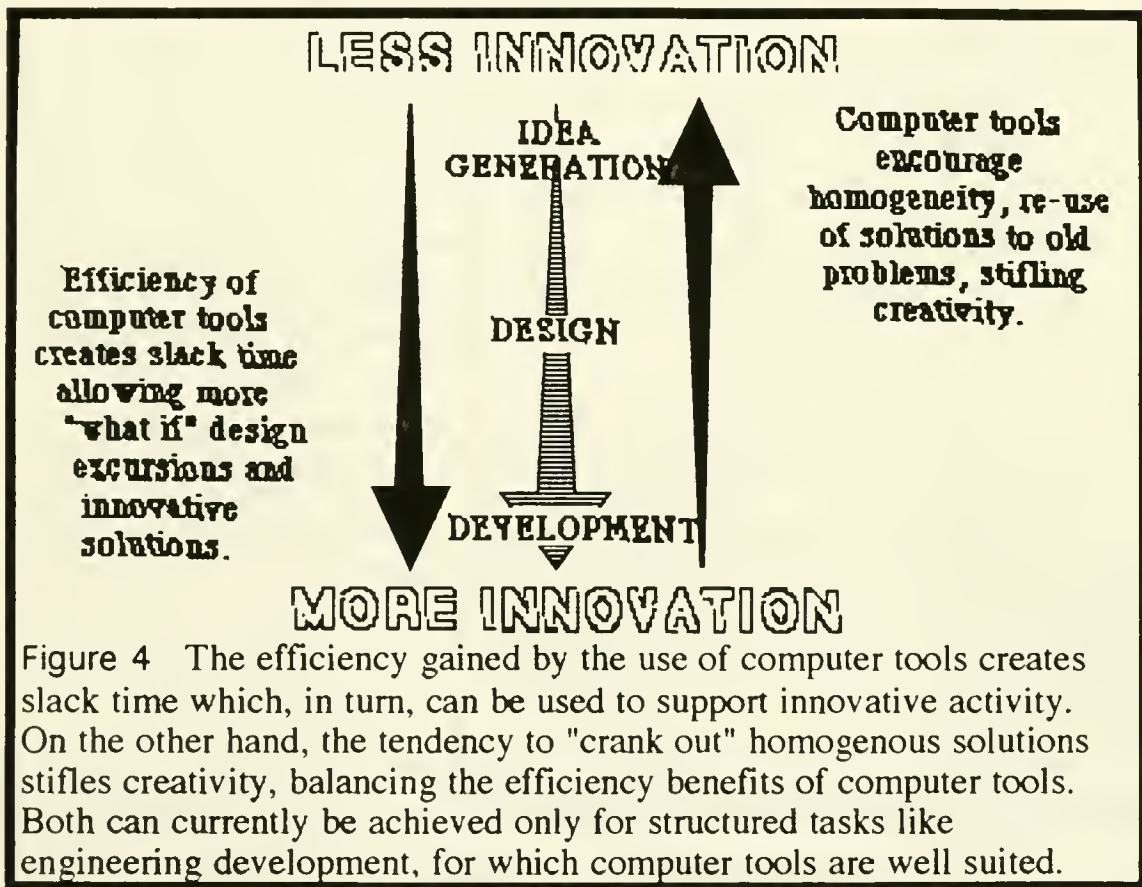 LESS INNOVATION
IDEA
GENERATION
Computer tools
encourage
homogeneity, re-use
of solutions to old
problems, stifling
creativity.
Efficiency of
computer tools
creates slack time
allowing more
"what if" design
excursions and
innovative
solutions.
DESIGN
DEVELOPMENT
MORE INNOVATION
Figure 4 The efficiency gained by the use of computer tools creates
slack time which, in turn, can be used to support innovative activity.
On the other hand, the tendency to "crank out" homogenous solutions
stifles creativity, balancing the efficiency benefits of computer tools.
Both can currently be achieved only for structured tasks like
engineering development, for which computer tools are well suited.